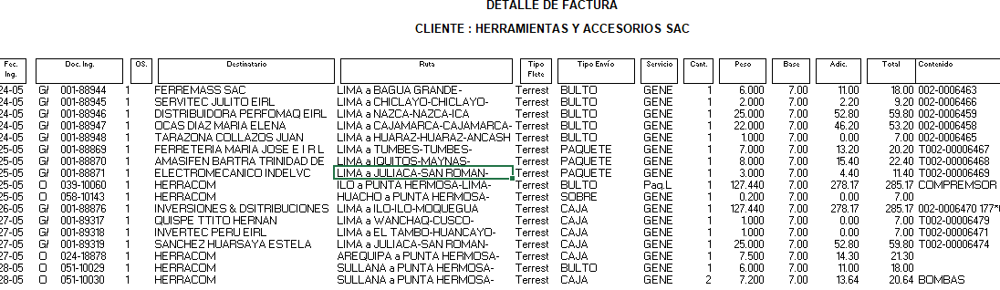 DETALLE DE FACTURA
CLIENTE : HERRAMIENTAS Y ACCESORIOS SAC
Fec. Ing. Doc. Ing. OS. Destinatario Ruta Tipo Flete Tipo Envío Servicio Cant. Peso Base Adic. Total Contenido
24-05 G/ 001-88944 1 FERREMASS SAC LIMA a BAGUA GRANDE- Terrest BULTO GENE 1 6.000 7.00 11.00 18.00 002-0006463
24-05 G/ 001-88945 1 SERVITEC JULITO EIRL LIMA a CHICLAYO-CHICLAYO- Terrest BULTO GENE 1 2.000 7.00 2.20 9.20 002-0006466
24-05 G/ 001-88946 1 DISTRIBUIDORA PERFOMAQ EIRL LIMA a NAZCA-NAZCA-ICA Terrest BULTO GENE 1 25.000 7.00 52.80 59.80 002-0006459
24-05 G/ 001-88947 1 OCAS DIAZ MARIA ELENA LIMA a CAJAMARCA-CAJAMARCA- Terrest BULTO GENE 1 22.000 7.00 46.20 53.20 002-0006458
24-05 G/ 001-88948 1 TARAZONA COLLAZOS JUAN LIMA a HUARAZ-HUARAZ-ANCASH Terrest BULTO GENE 1 1.000 7.00 0.00 7.00 002-0006465
25-05 G/ 001-88869 1 FERRETERIA MARIA JOSE E I R L LIMA a TUMBES-TUMBES- Terrest PAQUETE GENE 1 7.000 7.00 13.20 20.20 T002-00006467
25-05 G/ 001-88870 1 AMASIFEN BARTRA TRINIDAD DE LIMA a IQUITOS-MAYNAS- Terrest PAQUETE GENE 1 8.000 7.00 15.40 22.40 T002-00006468
25-05 G/ 001-88871 1 ELECTROMECANICO INDELVC LIMA a JULIACA-SAN ROMAN- Terrest PAQUETE GENE 1 3.000 7.00 4.40 11.40 T002-00006469
25-05 O 039-10060 1 HERRACOM ILO a PUNTA HERMOSA-LIMA- Terrest BULTO Paq.L 1 127.440 7.00 278.17 285.17 COMPREMSOR
25-05 O 058-10143 1 HERRACOM HUACHO a PUNTA HERMOSA- Terrest SOBRE GENE 1 0.200 7.00 0.00 7.00
26-05 G/ 001-88876 1 INVERSIONES & DSITRIBUCIONES LIMA a ILO-ILO-MOQUEGUA Terrest CAJA GENE 1 127.440 7.00 278.17 285.17 002-0006470 177*
27-05 G/ 001-89317 1 QUISPE TTITO HERNAN LIMA a WANCHAQ-CUSCO- Terrest CAJA GENE 1 1.000 7.00 0.00 7.00 T002-00006479
27-05 G/ 001-89318 1 INVERTEC PERU EIRL LIMA a EL TAMBO-HUANCAYO- Terrest CAJA GENE 1 1.000 7.00 0.00 7.00 T002-00006471
27-05 G/ 001-89319 1 SANCHEZ HUARSAYA ESTELA LIMA a JULIACA-SAN ROMAN- Terrest CAJA GENE 1 25.000 7.00 52.80 59.80 T002-00006474
27-05 O 024-18878 1 HERRACOM AREQUIPA a PUNTA HERMOSA- Terrest CAJA GENE 1 7.500 7.00 14.30 21.30
28-05 O 051-10029 1 HERRACOM SULLANA a PUNTA HERMOSA- Terrest BULTO GENE 1 6.000 7.00 11.00 18.00
28-05 O 051-10030 1 HERRACOM SULLANA a PUNTA HERMOSA- Terrest CAJA GENE 2 7.200 7.00 13.64 20.64 BOMBAS